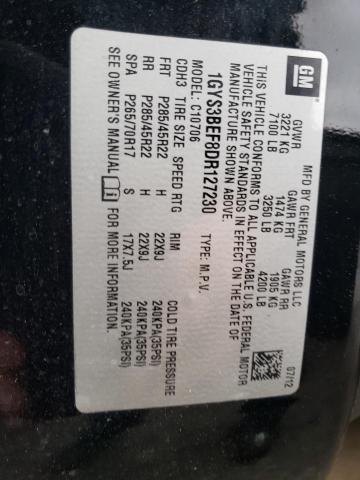 GM
MFD BY GENERAL MOTORS LLC
07/12
GVWR GAWR FRT GAWR RR
3221 KG 1474 KG 1905 KG
7100 LB 3250 LB 4200 LB
THIS VEHICLE CONFORMS TO ALL APPLICABLE U.S. FEDERAL MOTOR
VEHICLE SAFETY STANDARDS IN EFFECT ON THE DATE OF
MANUFACTURE SHOWN ABOVE.
1GYS3BEF8DR127230 TYPE: M.P.V.
MODEL: C10706
CDH3 TIRE SIZE SPEED RTG RIM COLD TIRE PRESSURE
FRT P285/45R22 H 22X9J 240KPA(35PSI)
RR P285/45R22 H 22X9J 240KPA(35PSI)
SPA P265/70R17 S 17X7.5J 240KPA(35PSI)
SEE OWNER'S MANUAL i FOR MORE INFORMATION.